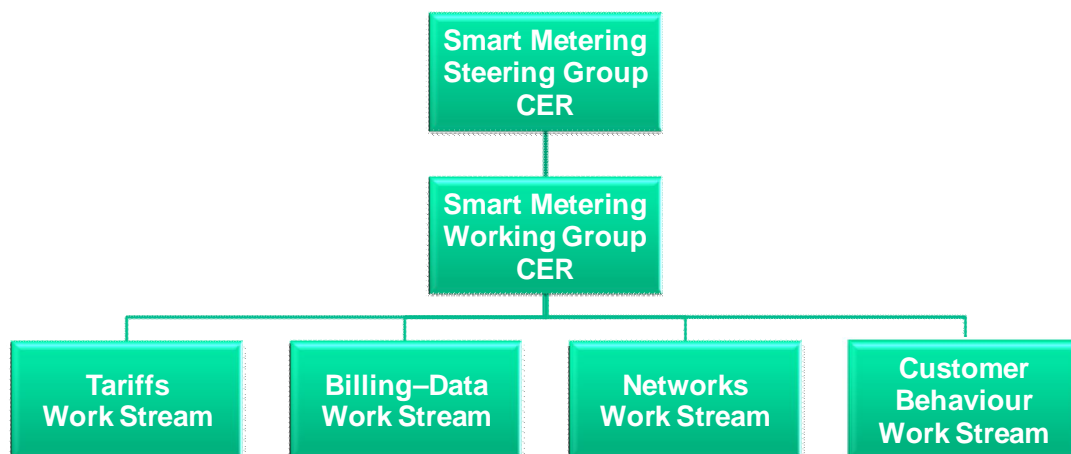 Smart Metering
Steering Group
CER
Smart Metering
Working Group
CER
Tariffs
Work Stream
Billing–Data
Work Stream
Networks
Work Stream
Customer
Behaviour
Work Stream